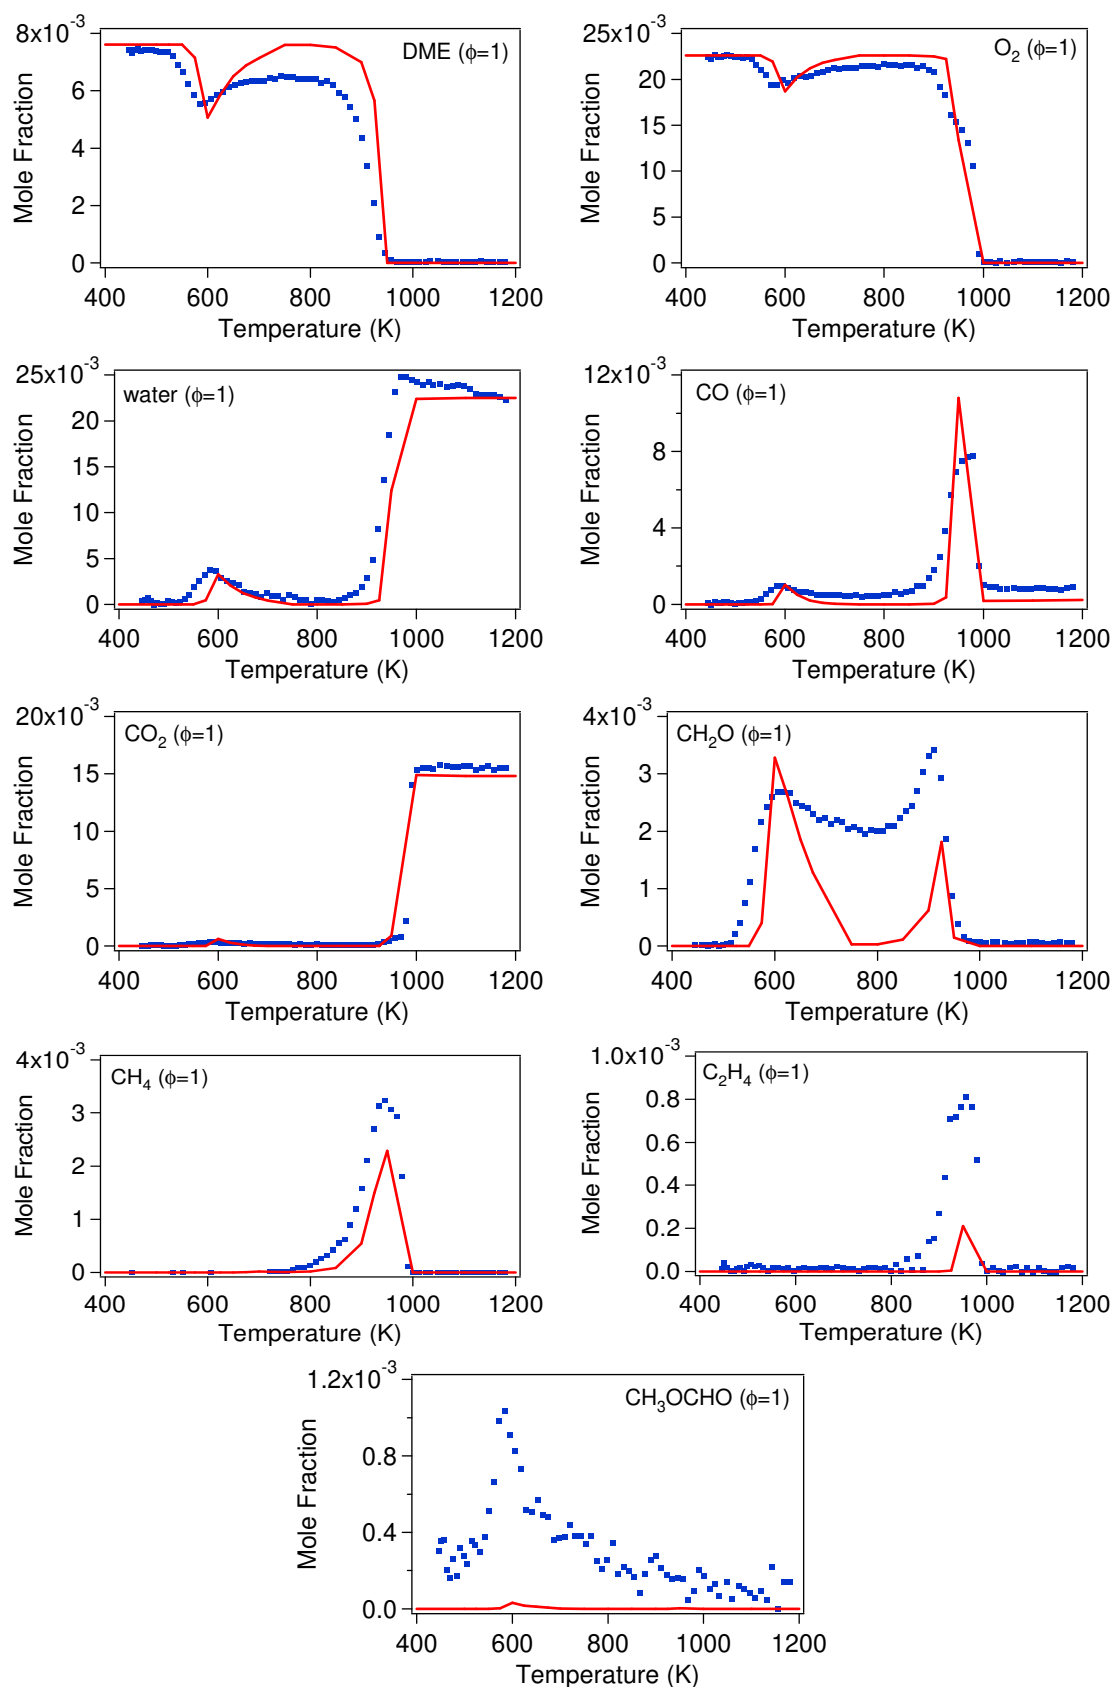 8x10-3
DME (ϕ=1)
6
4
2
0
Mole Fraction
400 600 800 1000 1200
Temperature (K)
25x10-3
O2 (ϕ=1)
20
15
10
5
0
Mole Fraction
400 600 800 1000 1200
Temperature (K)
25x10-3
water (ϕ=1)
20
15
10
5
0
Mole Fraction
400 600 800 1000 1200
Temperature (K)
12x10-3
CO (ϕ=1)
8
4
0
Mole Fraction
400 600 800 1000 1200
Temperature (K)
20x10-3
CO2 (ϕ=1)
15
10
5
0
Mole Fraction
400 600 800 1000 1200
Temperature (K)
4x10-3
CH2O (ϕ=1)
3
2
1
0
Mole Fraction
400 600 800 1000 1200
Temperature (K)
4x10-3
CH4 (ϕ=1)
3
2
1
0
Mole Fraction
400 600 800 1000 1200
Temperature (K)
1.0x10-3
C2H4 (ϕ=1)
0.8
0.6
0.4
0.2
0.0
Mole Fraction
400 600 800 1000 1200
Temperature (K)
1.2x10-3
CH3OCHO (ϕ=1)
0.8
0.4
0.0
Mole Fraction
400 600 800 1000 1200
Temperature (K)